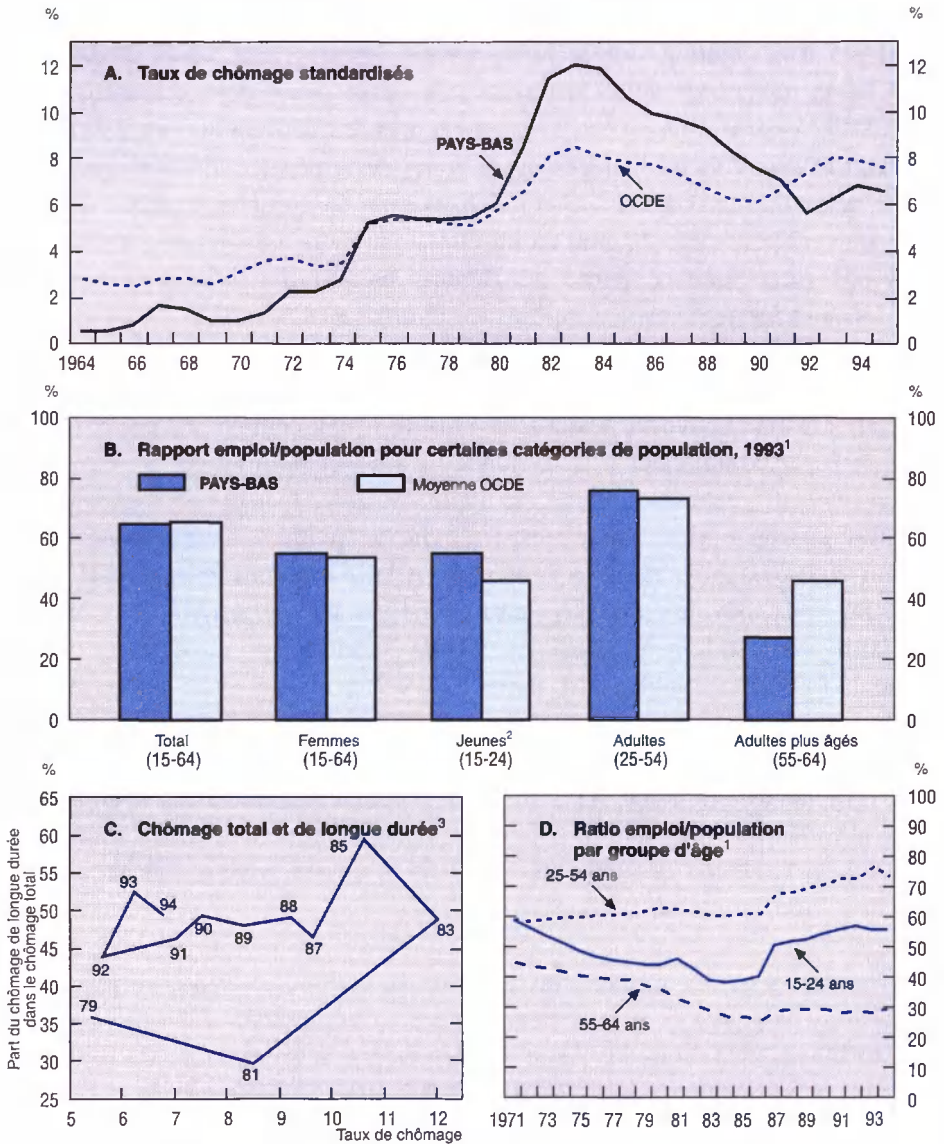 % %
A. Taux de chômage standardisés
12 12
10 10
8 8
6 6
4 4
2 2
0 0
PAYS-BAS
OCDE
1964 66 68 70 72 74 76 78 80 82 84 86 88 90 92 94
% %
100 100
B. Rapport emploi/population pour certaines catégories de population, 1993¹
80 80
PAYS-BAS Moyenne OCDE
60 60
40 40
20 20
0 0
Total Femmes Jeunes² Adultes Adultes plus âgés
(15-64) (15-64) (15-24) (25-54) (55-64)
%
65
C. Chômage total et de longue durée³
60
55
50
45
40
35
30
25
Part du chômage de longue durée
dans le chômage total
85
93
94
90
88
89
87
83
91
92
79
81
5 6 7 8 9 10 11 12
Taux de chômage
%
100
D. Ratio emploi/population
par groupe d'âge¹
90
80
70
60
50
40
30
20
10
0
25-54 ans
15-24 ans
55-64 ans
1971 73 75 77 79 81 83 85 87 89 91 93